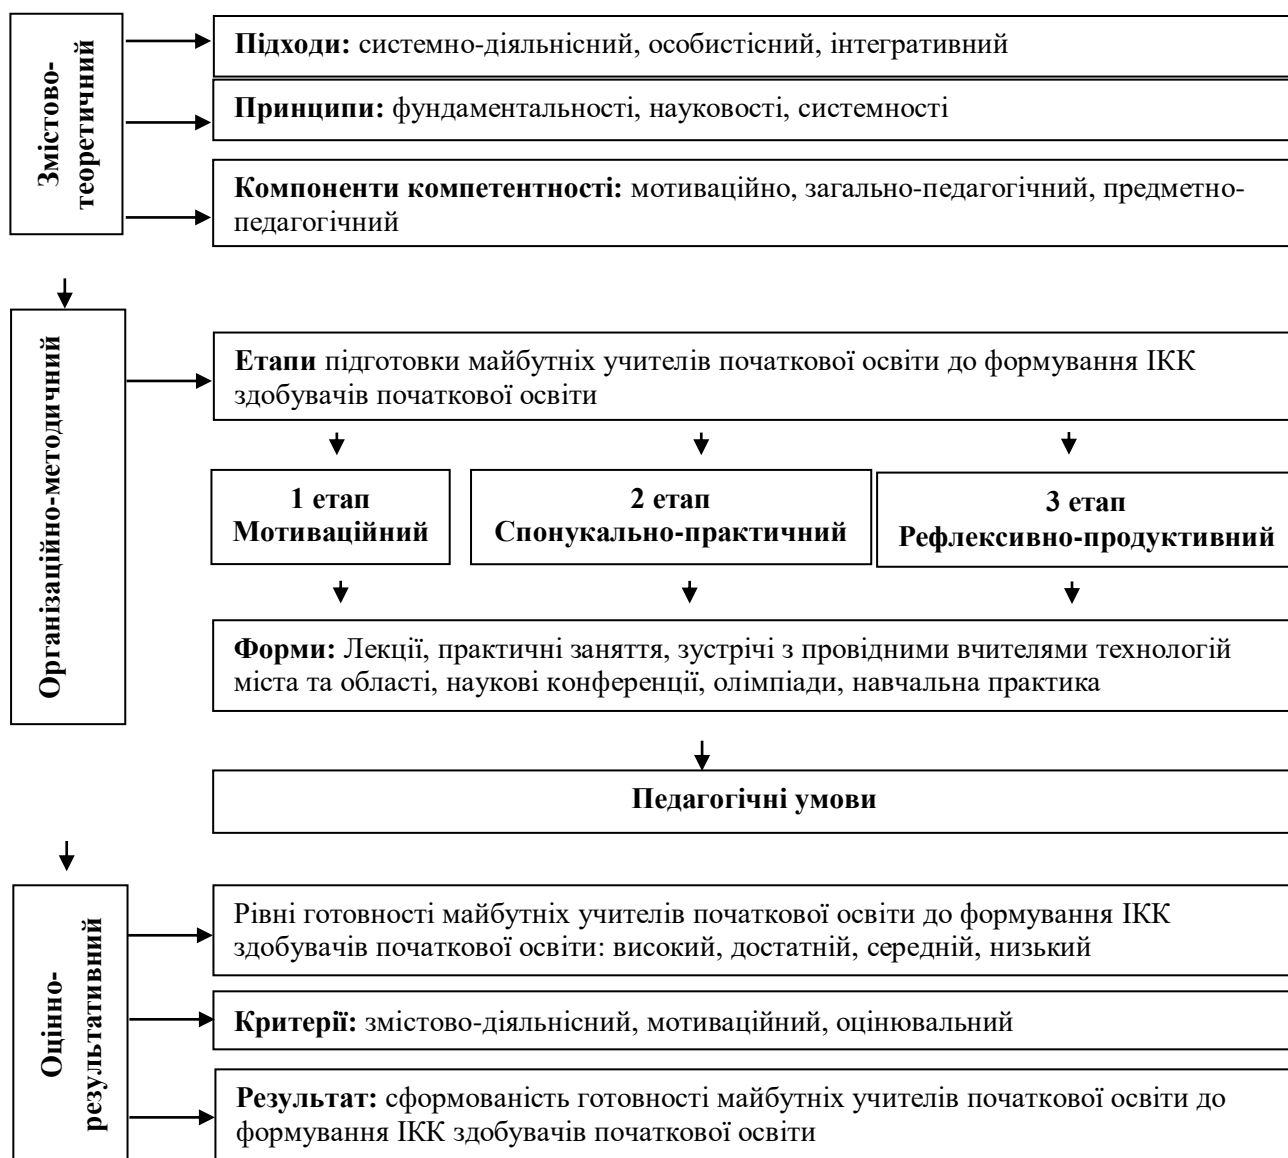 Змістово-
теоретичний
Підходи: системно-діяльнісний, особистісний, інтегративний
Принципи: фундаментальності, науковості, системності
Компоненти компетентності: мотиваційно, загально-педагогічний, предметно-
педагогічний
Організаційно-методичний
Етапи підготовки майбутніх учителів початкової освіти до формування ІКК
здобувачів початкової освіти
1 етап
Мотиваційний
2 етап
Спонукально-практичний
3 етап
Рефлексивно-продуктивний
Форми: Лекції, практичні заняття, зустрічі з провідними вчителями технологій
міста та області, наукові конференції, олімпіади, навчальна практика
Педагогічні умови
Оцінно-
результативний
Рівні готовності майбутніх учителів початкової освіти до формування ІКК
здобувачів початкової освіти: високий, достатній, середній, низький
Критерії: змістово-діяльнісний, мотиваційний, оцінювальний
Результат: сформованість готовності майбутніх учителів початкової освіти до
формування ІКК здобувачів початкової освіти